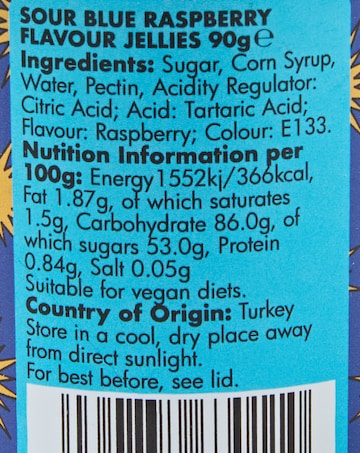 SOUR BLUE RASPBERRY
FLAVOUR JELLIES 90g℮
Ingredients: Sugar, Corn Syrup,
Water, Pectin, Acidity Regulator:
Citric Acid; Acid: Tartaric Acid;
Flavour: Raspberry; Colour: E133.
Nutrition Information per
100g: Energy1552kj/366kcal,
Fat 1.87g, of which saturates
1.5g, Carbohydrate 86.0g, of
which sugars 53.0g, Protein
0.84g, Salt 0.05g
Suitable for vegan diets.
Country of Origin: Turkey
Store in a cool, dry place away
from direct sunlight.
For best before, see lid.